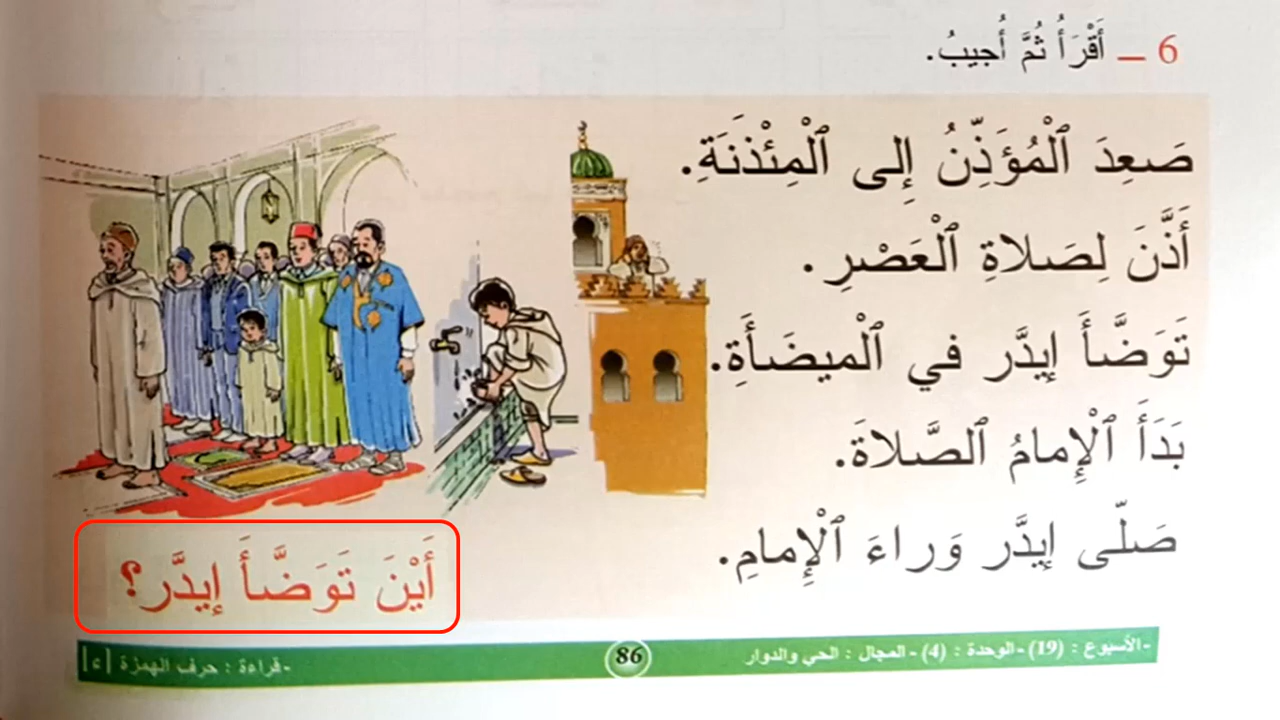 6 ـ أَقْرَأُ ثُمَّ أُجيبُ.
صَعِدَ ٱلْمُؤَذِّنُ إِلى ٱلْمِئْذَنَةِ.
أَذَّنَ لِصَلاةِ ٱلْعَصْرِ.
تَوَضَّأَ إيدَّر في ٱلْميضَأَةِ.
بَدَأَ ٱلْإِمامُ ٱلصَّلاةَ.
صَلّى إيدَّر وَراءَ ٱلْإِمامِ.
أَيْنَ تَوَضَّأَ إيدَّر؟
-الأسبوع : (19)-الوحدة : (4)-المجال : الحي والدوار
86
-قراءة : حرف الهمزة [ء]